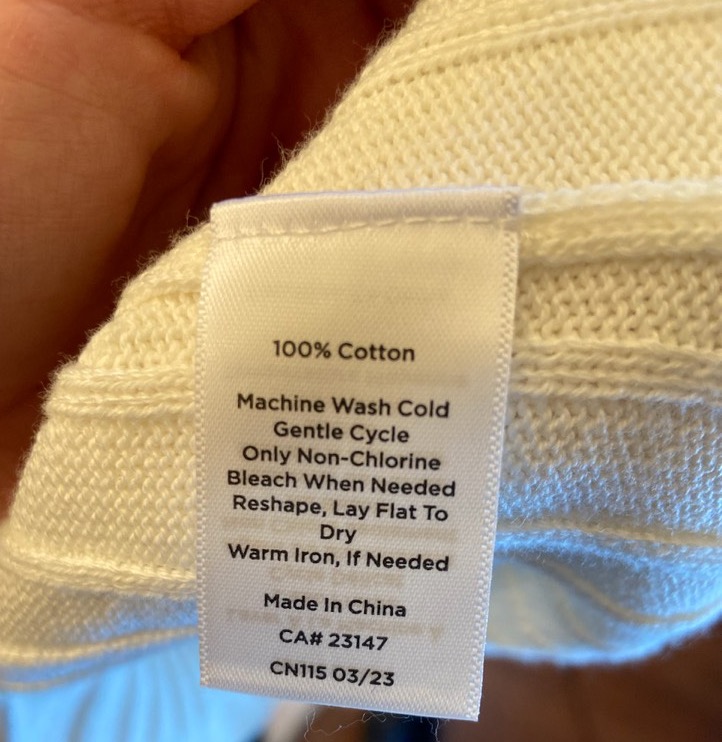 100% Cotton
Machine Wash Cold
Gentle Cycle
Only Non-Chlorine
Bleach When Needed
Reshape, Lay Flat To
Dry
Warm Iron, If Needed
Made In China
CA# 23147
CN115 03/23